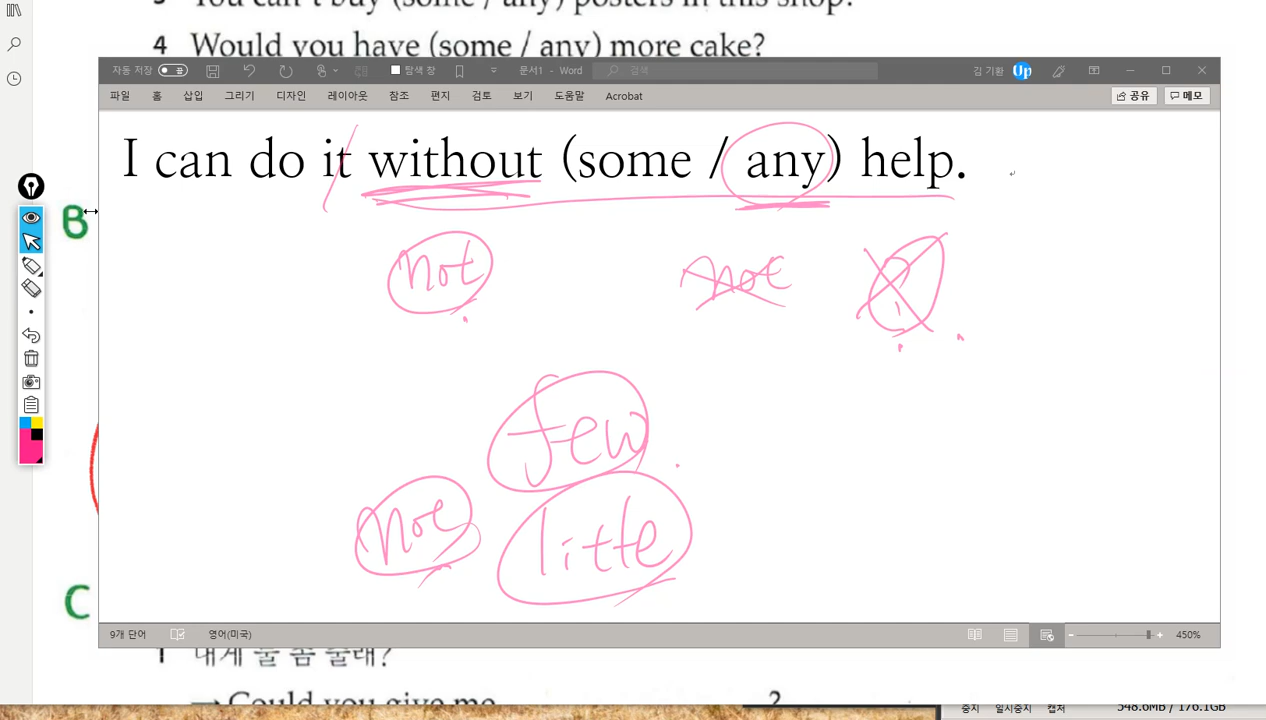 3 You can't buy (some / any) posters in this shop.
4 Would you have (some / any) more cake?
자동 저장 끔 탐색 창 문서1 - Word 검색 김 기환 Up
파일 홈 삽입 그리기 디자인 레이아웃 참조 편지 검토 보기 도움말 Acrobat 공유 메모
I can do it without (some / any) help.
B
not not ?
few
not little
C
9개 단어 영어(미국) 450%
1 내게 물 좀 줄래?
→ Could you give me ?
중지 일시중지 캡처 548.6MB / 176.1GB